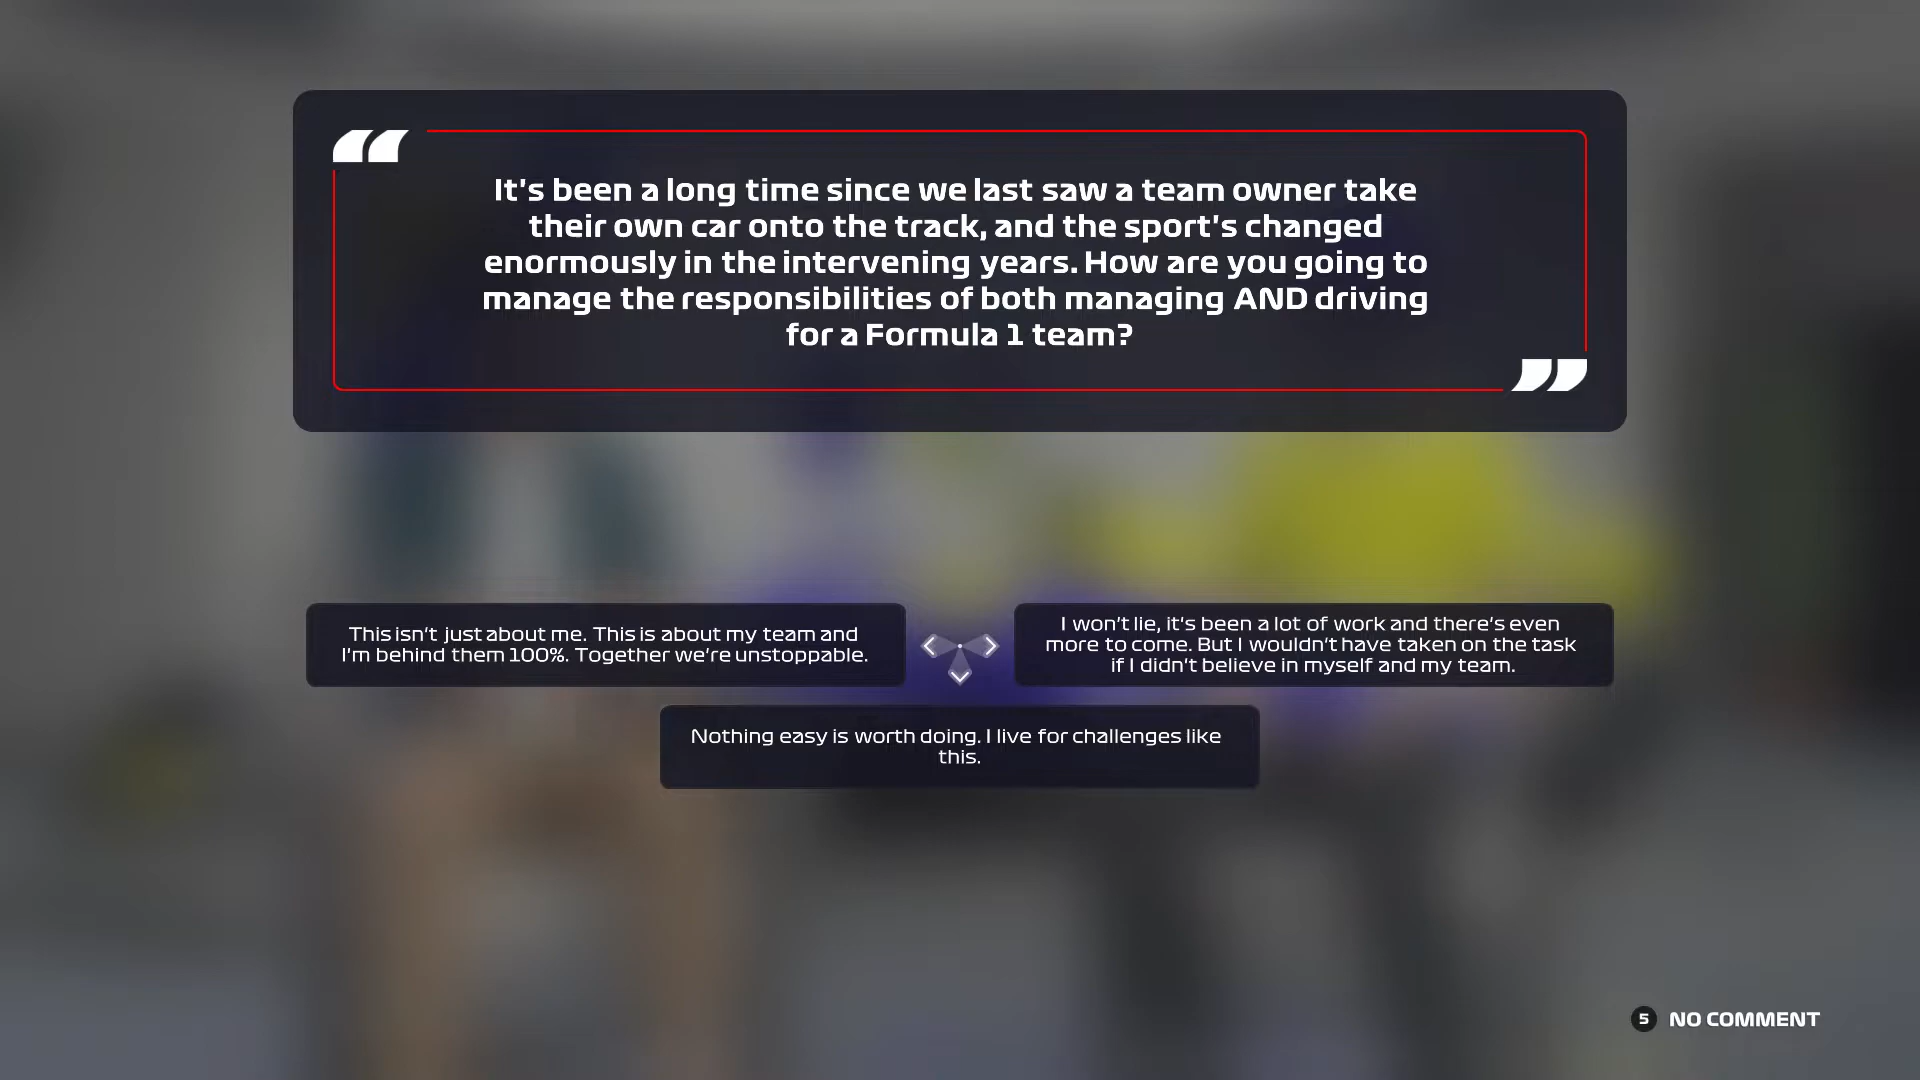 It's been a long time since we last saw a team owner take
their own car onto the track, and the sport's changed
enormously in the intervening years. How are you going to
manage the responsibilities of both managing AND driving
for a Formula 1 team?
This isn't just about me. This is about my team and
I'm behind them 100%. Together we're unstoppable.
I won't lie, it's been a lot of work and there's even
more to come. But I wouldn't have taken on the task
if I didn't believe in myself and my team.
Nothing easy is worth doing. I live for challenges like
this.
5 NO COMMENT